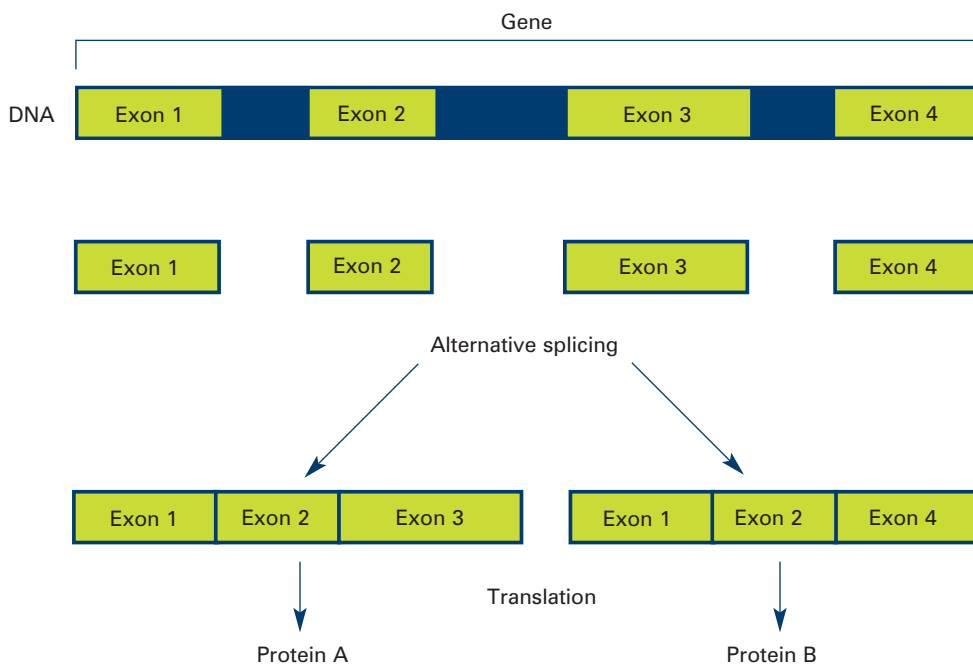 Gene
DNA Exon 1 Exon 2 Exon 3 Exon 4
Exon 1 Exon 2 Exon 3 Exon 4
Alternative splicing
Exon 1 Exon 2 Exon 3 Exon 1 Exon 2 Exon 4
Translation
Protein A Protein B